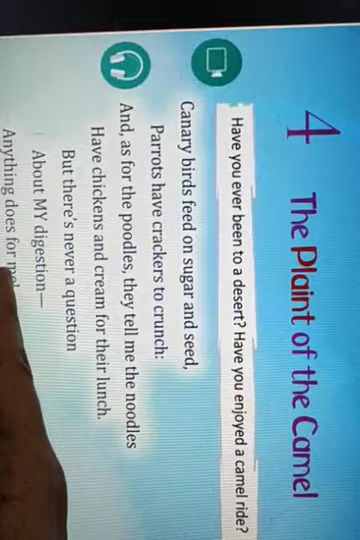 4 The Plaint of the Camel
Have you ever been to a desert? Have you enjoyed a camel ride?
Canary birds feed on sugar and seed,
Parrots have crackers to crunch:
And, as for the poodles, they tell me the noodles
Have chickens and cream for their lunch.
But there's never a question
About MY digestion—
Anything does for me!